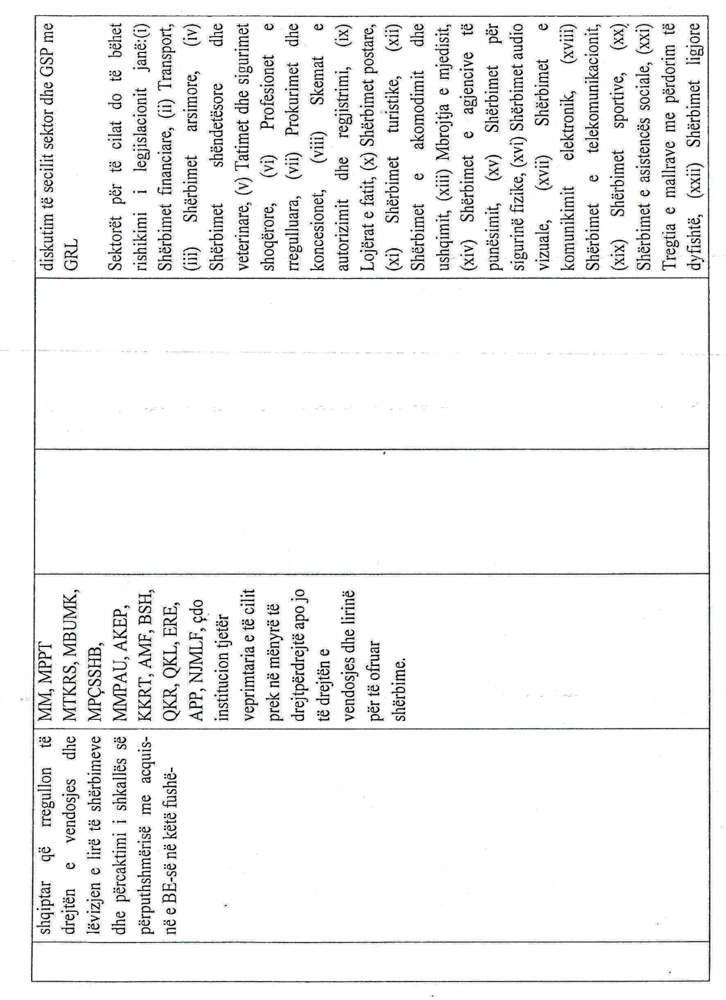 shqiptar që rregullon të
drejtën e vendosjes dhe
lëvizjen e lirë të shërbimeve
dhe përcaktimi i shkallës së
përputhshmërisë me acquis-
në e BE-së në këtë fushë-
MM, MPPT
MTKRS, MBUMK,
MPÇSSHB,
MMPAU, AKEP,
KKRT, AMF, BSH,
QKR, QKL, ERE,
APP, NJMLF, çdo
institucion tjetër
veprimtaria e të cilit
prek në mënyrë të
drejtpërdrejtë apo jo
të drejtën e
vendosjes dhe lirinë
për të ofruar
shërbime.
diskutim të secilit sektor dhe GSP me
GRL
Sektorët për të cilat do të bëhet
rishikimi i legjislacionit janë:(i)
Shërbimet financiare, (ii) Transport,
(iii) Shërbimet arsimore, (iv)
Shërbimet shëndetësore dhe
veterinare, (v) Tatimet dhe sigurimet
shoqërore, (vi) Profesionet e
rregulluara, (vii) Prokurimet dhe
koncesionet, (viii) Skemat e
autorizimit dhe regjistrimi, (ix)
Lojërat e fatit, (x) Shërbimet postare,
(xi) Shërbimet turistike, (xii)
Shërbimet e akomodimit dhe
ushqimit, (xiii) Mbrojtja e mjedisit,
(xiv) Shërbimet e agjencive të
punësimit, (xv) Shërbimet për
sigurinë fizike, (xvi) Shërbimet audio
vizuale, (xvii) Shërbimet e
komunikimit elektronik, (xviii)
Shërbimet e telekomunikacionit,
(xix) Shërbimet sportive, (xx)
Shërbimet e asistencës sociale, (xxi)
Tregtia e mallrave me përdorim të
dyfishtë, (xxii) Shërbimet ligjore